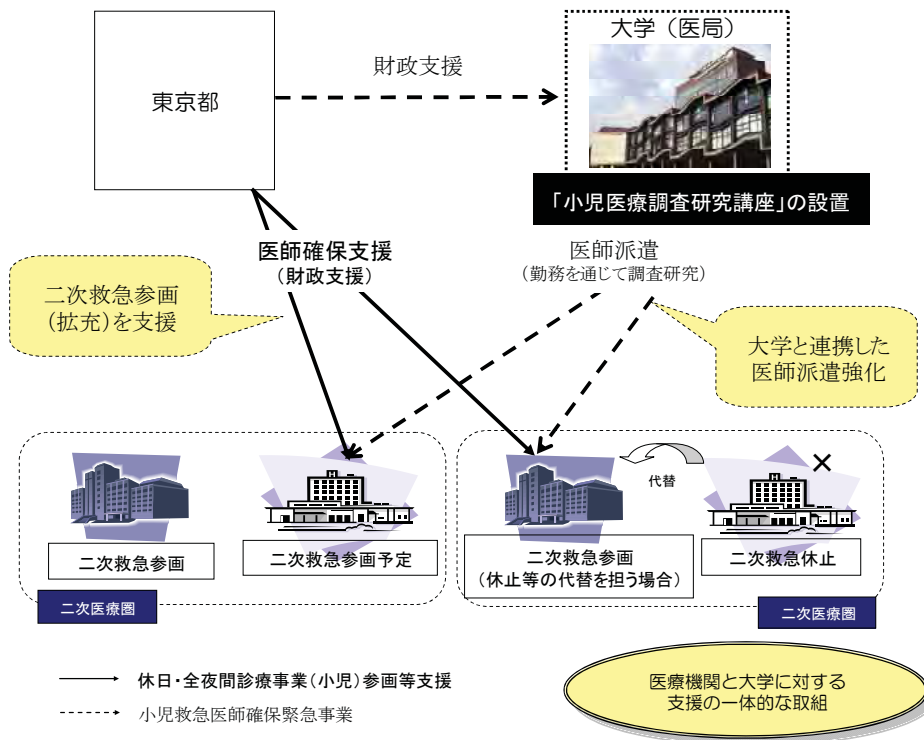 大学（医局）
財政支援
東京都
「小児医療調査研究講座」の設置
医師確保支援
（財政支援）
医師派遣
（勤務を通じて調査研究）
二次救急参画
（拡充）を支援
大学と連携した
医師派遣強化
代替
×
H
二次救急参画
二次救急参画予定
二次救急参画
（休止等の代替を担う場合）
二次救急休止
二次医療圏
二次医療圏
休日・全夜間診療事業（小児）参画等支援
小児救急医師確保緊急事業
医療機関と大学に対する
支援の一体的な取組